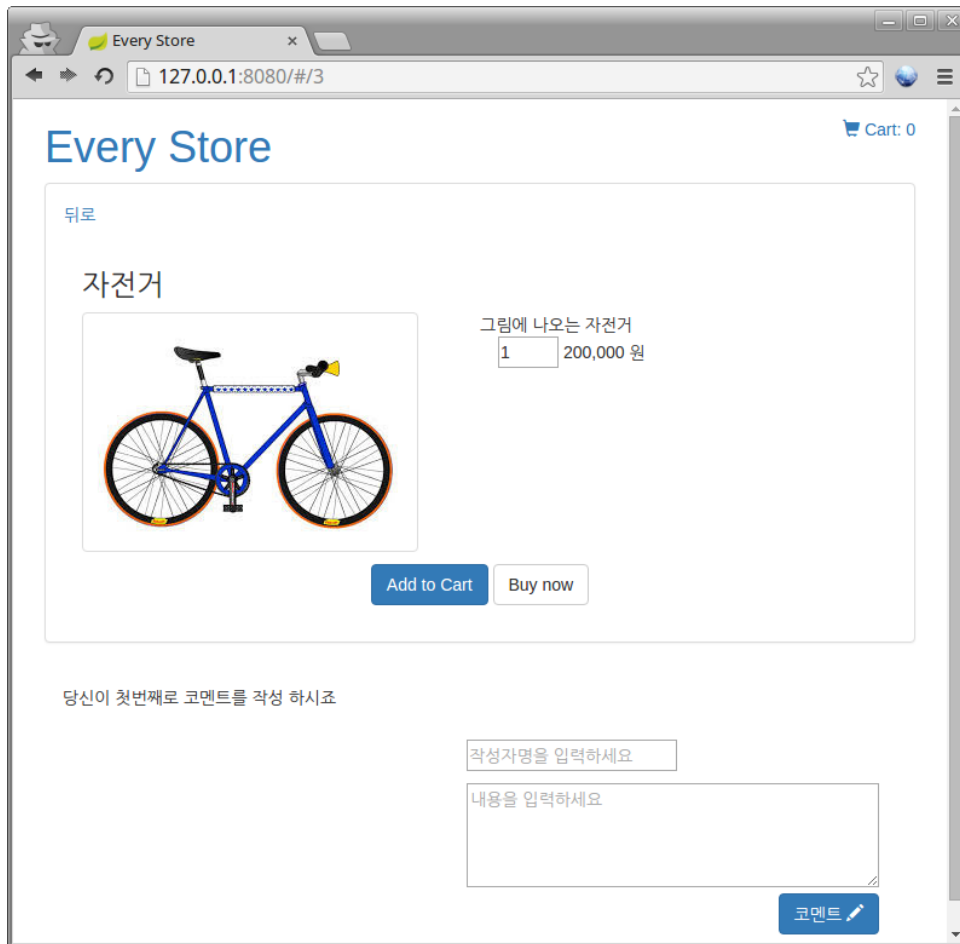 Every Store
127.0.0.1:8080/#/3
Cart: 0
Every Store
뒤로
자전거
그림에 나오는 자전거
1 200,000 원
Add to Cart Buy now
당신이 첫번째로 코멘트를 작성 하시죠
작성자명을 입력하세요
내용을 입력하세요
코멘트